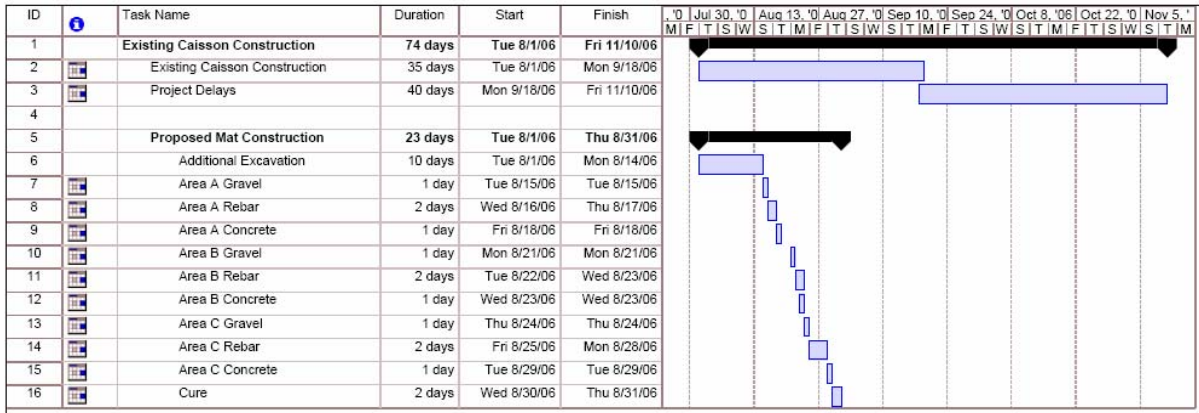 ID Task Name Duration Start Finish , '0 Jul 30, '0 Aug 13, '0 Aug 27, '0 Sep 10, '0 Sep 24, '0 Oct 8, '06 Oct 22, '0 Nov 5, '
M F T S W S T M F T S W S T M F T S W S T M F T S W S T M
1 Existing Caisson Construction 74 days Tue 8/1/06 Fri 11/10/06
2 Existing Caisson Construction 35 days Tue 8/1/06 Mon 9/18/06
3 Project Delays 40 days Mon 9/18/06 Fri 11/10/06
4
5 Proposed Mat Construction 23 days Tue 8/1/06 Thu 8/31/06
6 Additional Excavation 10 days Tue 8/1/06 Mon 8/14/06
7 Area A Gravel 1 day Tue 8/15/06 Tue 8/15/06
8 Area A Rebar 2 days Wed 8/16/06 Thu 8/17/06
9 Area A Concrete 1 day Fri 8/18/06 Fri 8/18/06
10 Area B Gravel 1 day Mon 8/21/06 Mon 8/21/06
11 Area B Rebar 2 days Tue 8/22/06 Wed 8/23/06
12 Area B Concrete 1 day Wed 8/23/06 Wed 8/23/06
13 Area C Gravel 1 day Thu 8/24/06 Thu 8/24/06
14 Area C Rebar 2 days Fri 8/25/06 Mon 8/28/06
15 Area C Concrete 1 day Tue 8/29/06 Tue 8/29/06
16 Cure 2 days Wed 8/30/06 Thu 8/31/06